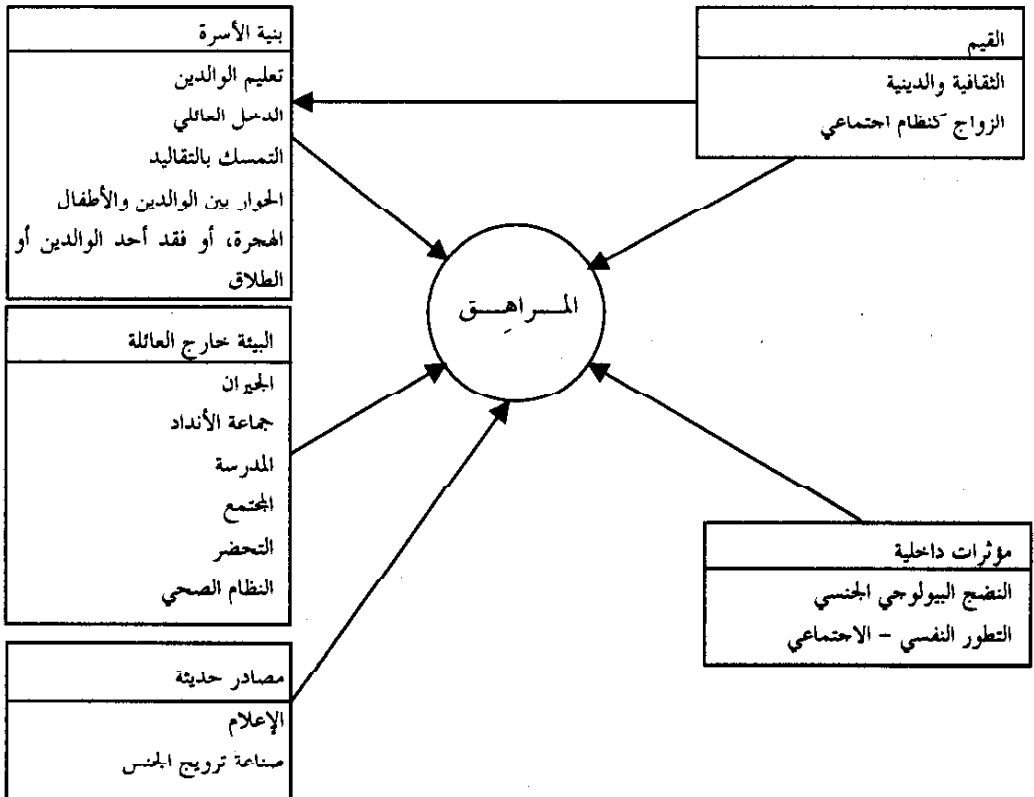 القيم
الثقافية والدينية
الزواج كنظام اجتماعي
بنية الأسرة
تعليم الوالدين
الدخل العائلي
التمسك بالتقاليد
الحوار بين الوالدين والأطفال
الهجرة، أو فقد أحد الوالدين أو
الطلاق
المــراهِــق
البيئة خارج العائلة
الجيران
جماعة الأنداد
المدرسة
المجتمع
التحضر
النظام الصحي
مؤثرات داخلية
النضج البيولوجي الجنسي
التطور النفسي – الاجتماعي
مصادر حديثة
الإعلام
صناعة ترويج الجنس